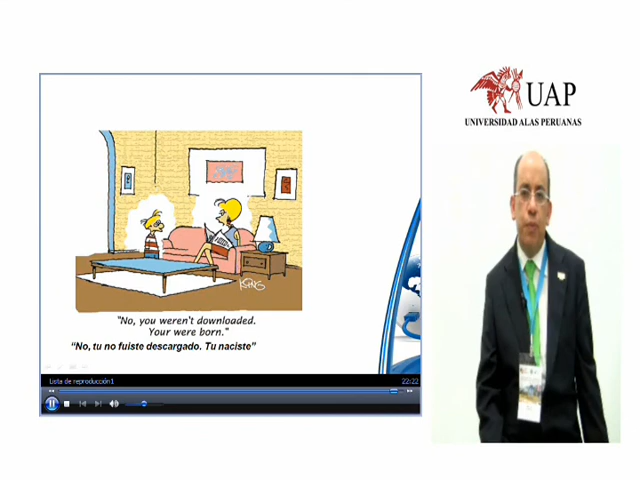 UAP
UNIVERSIDAD ALAS PERUANAS
KING
"No, you weren't downloaded.
Your were born."
"No, tu no fuiste descargado. Tu naciste"
Lista de reproducción1
22:22